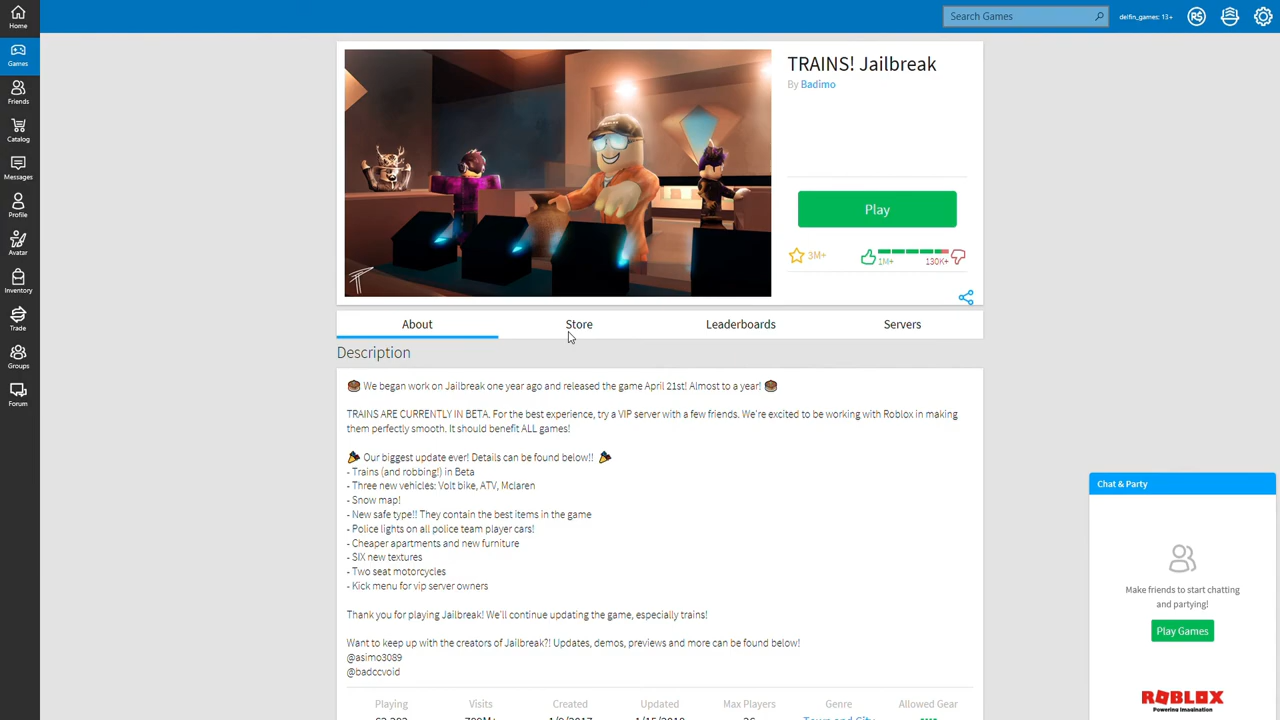 Home
Games
Friends
Catalog
Messages
Profile
Avatar
Inventory
Trade
Groups
Forum
Search Games
delfin_games: 13+
R$
TRAINS! Jailbreak
By Badimo
Play
3M+
1M+
130K+
About
Store
Leaderboards
Servers
Description
We began work on Jailbreak one year ago and released the game April 21st! Almost to a year!
TRAINS ARE CURRENTLY IN BETA. For the best experience, try a VIP server with a few friends. We're excited to be working with Roblox in making
them perfectly smooth. It should benefit ALL games!
Our biggest update ever! Details can be found below!!
- Trains (and robbing!) in Beta
- Three new vehicles: Volt bike, ATV, Mclaren
- Snow map!
- New safe type!! They contain the best items in the game
- Police lights on all police team player cars!
- Cheaper apartments and new furniture
- SIX new textures
- Two seat motorcycles
- Kick menu for vip server owners
Thank you for playing Jailbreak! We'll continue updating the game, especially trains!
Want to keep up with the creators of Jailbreak?! Updates, demos, previews and more can be found below!
@asimo3089
@badccvoid
Playing
Visits
Created
Updated
Max Players
Genre
Allowed Gear
Town and City
Chat & Party
Make friends to start chatting
and partying!
Play Games
ROBLOX
Powering Imagination